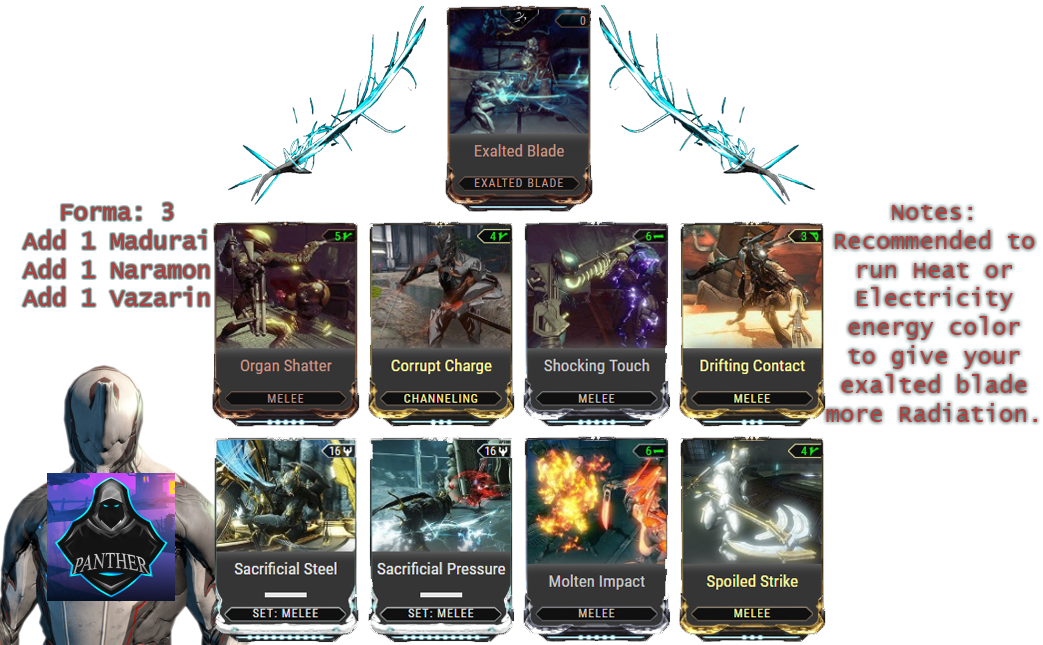 0
Exalted Blade
EXALTED BLADE
Forma: 3
Add 1 Madurai
Add 1 Naramon
Add 1 Vazarin
Notes:
Recommended to
run Heat or
Electricity
energy color
to give your
exalted blade
more Radiation.
5
Organ Shatter
MELEE
4
Corrupt Charge
CHANNELING
6
Shocking Touch
MELEE
3
Drifting Contact
MELEE
16
Sacrificial Steel
SET: MELEE
16
Sacrificial Pressure
SET: MELEE
6
Molten Impact
MELEE
4
Spoiled Strike
MELEE
PANTHER